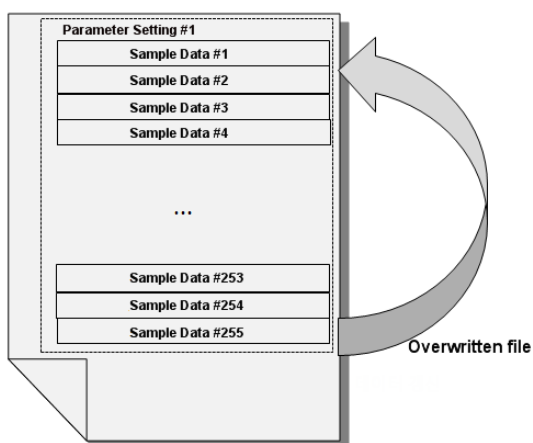 Parameter Setting #1
Sample Data #1
Sample Data #2
Sample Data #3
Sample Data #4
...
Sample Data #253
Sample Data #254
Sample Data #255
Overwritten file